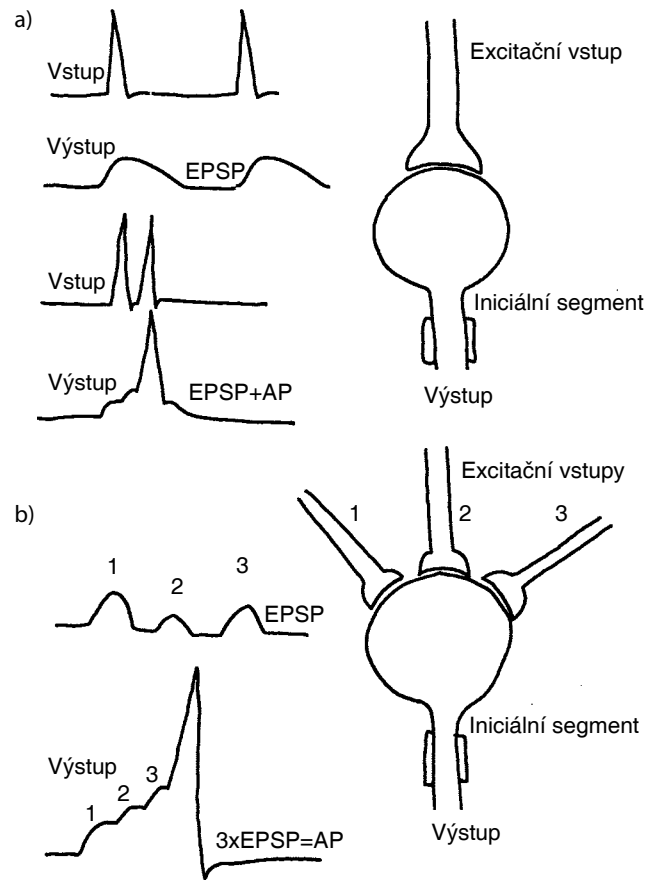 a)
Vstup
Výstup
EPSP
Vstup
Výstup
EPSP+AP
Excitační vstup
Iniciální segment
Výstup
b)
1
2
3
EPSP
Výstup
1
2
3
3xEPSP=AP
Excitační vstupy
1
2
3
Iniciální segment
Výstup